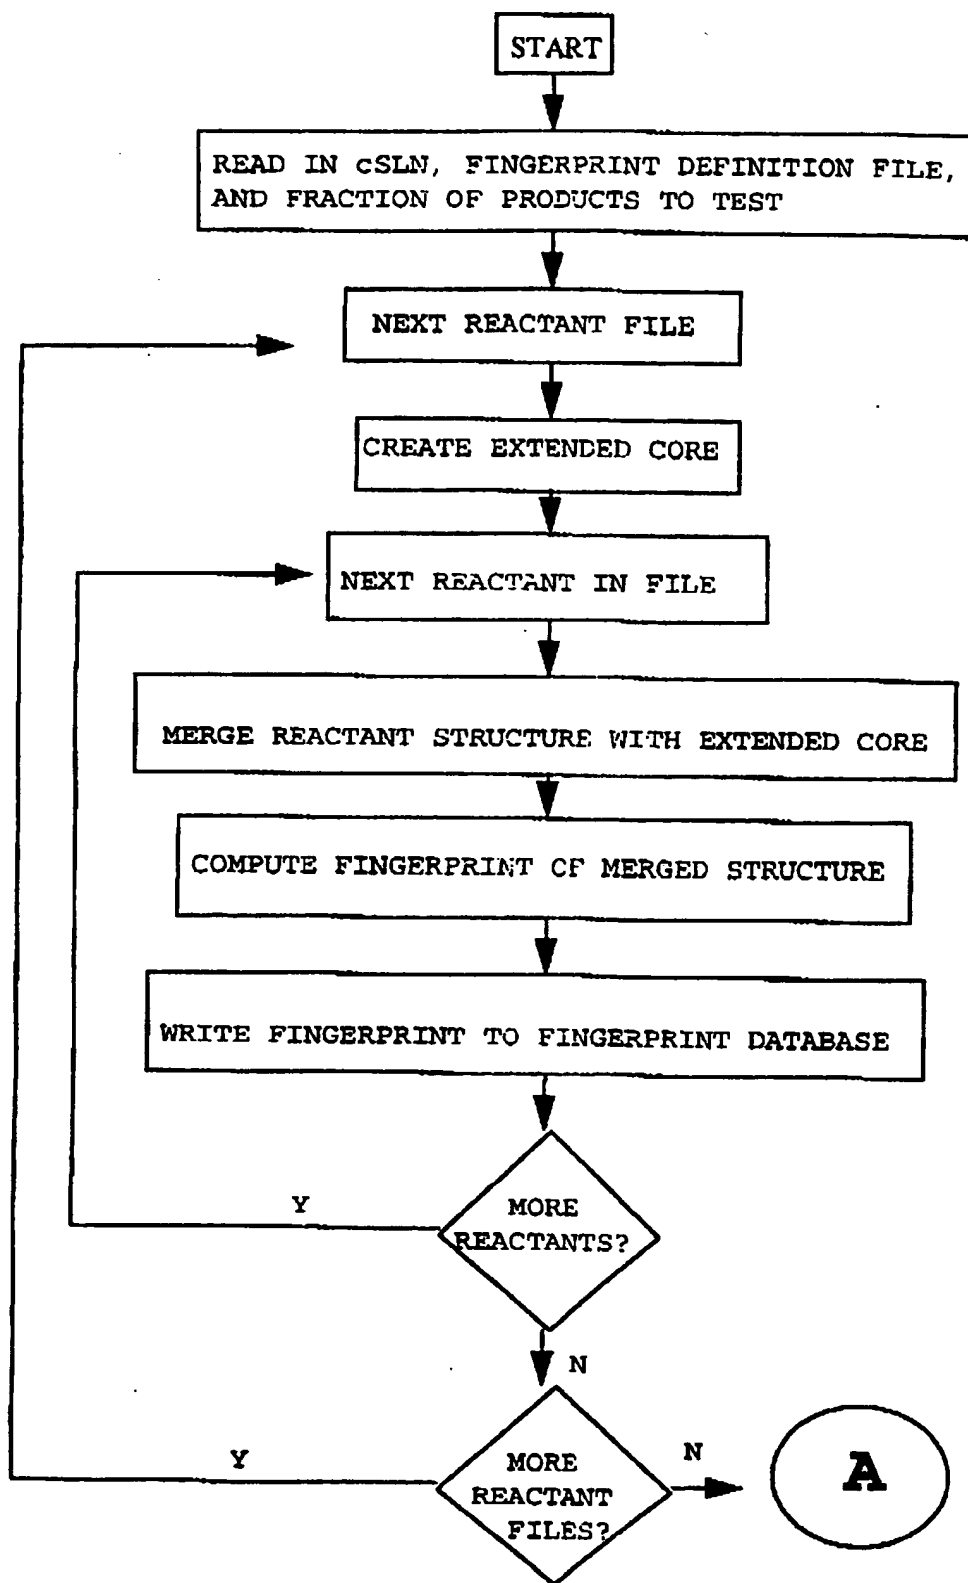 START
READ IN cSLN, FINGERPRINT DEFINITION FILE,
AND FRACTION OF PRODUCTS TO TEST
NEXT REACTANT FILE
CREATE EXTENDED CORE
NEXT REACTANT IN FILE
MERGE REACTANT STRUCTURE WITH EXTENDED CORE
COMPUTE FINGERPRINT OF MERGED STRUCTURE
WRITE FINGERPRINT TO FINGERPRINT DATABASE
Y
MORE
REACTANTS?
N
Y
MORE
REACTANT
FILES?
N
A